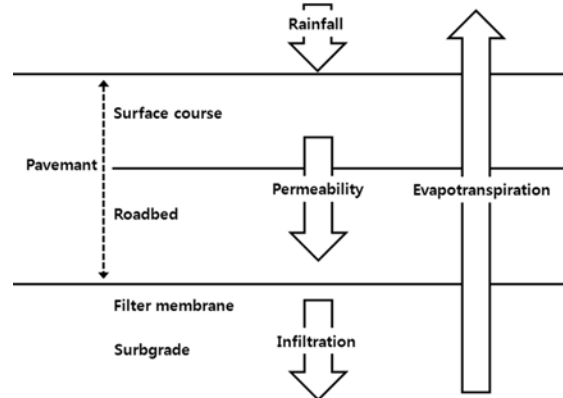 Rainfall
Surface course
Pavemant
Permeability
Evapotranspiration
Roadbed
Filter membrane
Infiltration
Surbgrade